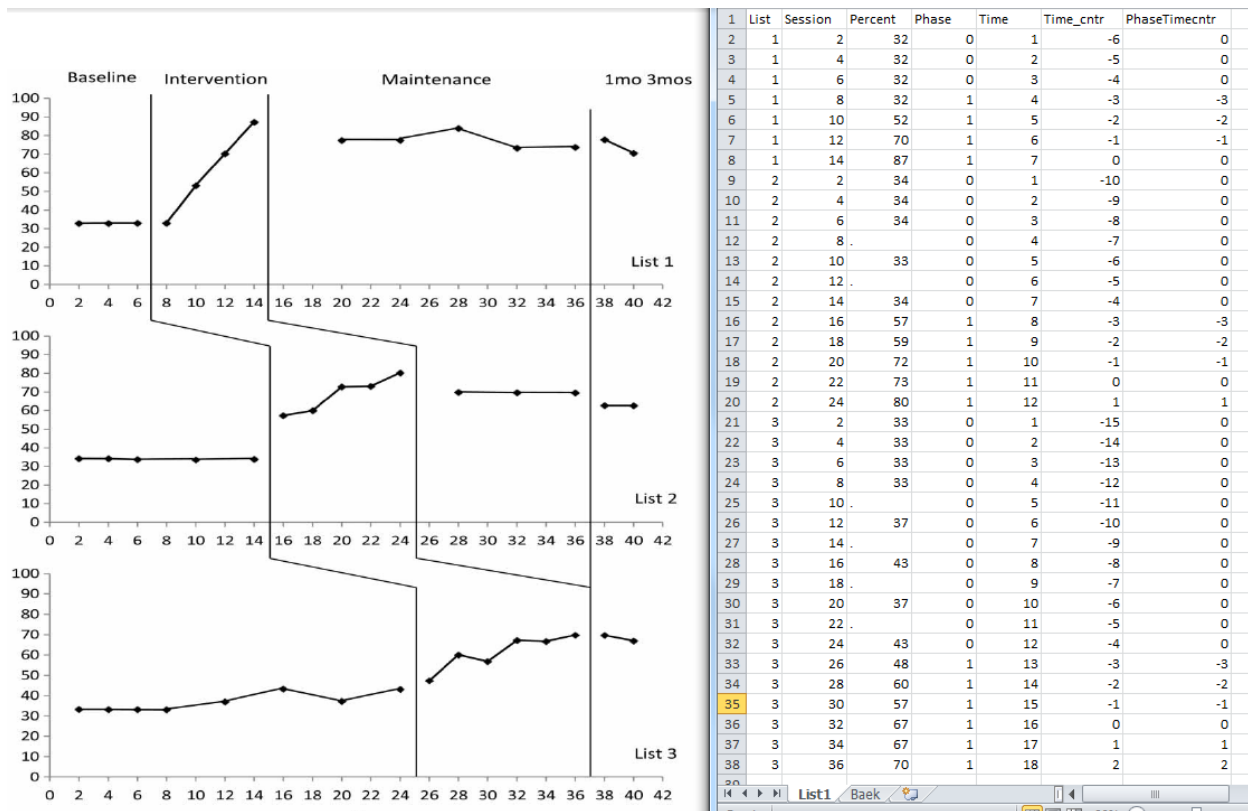 Baseline Intervention Maintenance 1mo 3mos
100
90
80
70
60
50
40
30
20
10
0
List 1
0 2 4 6 8 10 12 14 16 18 20 22 24 26 28 30 32 34 36 38 40 42
100
90
80
70
60
50
40
30
20
10
0
List 2
0 2 4 6 8 10 12 14 16 18 20 22 24 26 28 30 32 34 36 38 40 42
100
90
80
70
60
50
40
30
20
10
0
List 3
0 2 4 6 8 10 12 14 16 18 20 22 24 26 28 30 32 34 36 38 40 42
1 List Session Percent Phase Time Time_cntr PhaseTimecntr
2 1 2 32 0 1 -6 0
3 1 4 32 0 2 -5 0
4 1 6 32 0 3 -4 0
5 1 8 32 1 4 -3 -3
6 1 10 52 1 5 -2 -2
7 1 12 70 1 6 -1 -1
8 1 14 87 1 7 0 0
9 2 2 34 0 1 -10 0
10 2 4 34 0 2 -9 0
11 2 6 34 0 3 -8 0
12 2 8 . 0 4 -7 0
13 2 10 33 0 5 -6 0
14 2 12 . 0 6 -5 0
15 2 14 34 0 7 -4 0
16 2 16 57 1 8 -3 -3
17 2 18 59 1 9 -2 -2
18 2 20 72 1 10 -1 -1
19 2 22 73 1 11 0 0
20 2 24 80 1 12 1 1
21 3 2 33 0 1 -15 0
22 3 4 33 0 2 -14 0
23 3 6 33 0 3 -13 0
24 3 8 33 0 4 -12 0
25 3 10 . 0 5 -11 0
26 3 12 37 0 6 -10 0
27 3 14 . 0 7 -9 0
28 3 16 43 0 8 -8 0
29 3 18 . 0 9 -7 0
30 3 20 37 0 10 -6 0
31 3 22 . 0 11 -5 0
32 3 24 43 0 12 -4 0
33 3 26 48 1 13 -3 -3
34 3 28 60 1 14 -2 -2
35 3 30 57 1 15 -1 -1
36 3 32 67 1 16 0 0
37 3 34 67 1 17 1 1
38 3 36 70 1 18 2 2
List1 Baek